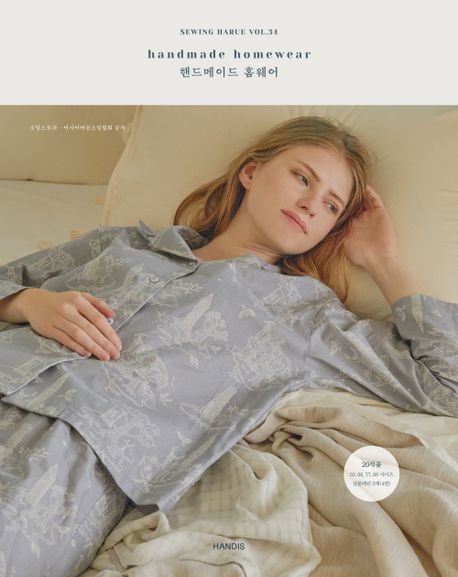 SEWING HARUE VOL.34
handmade homewear
핸드메이드 홈웨어
소잉스토리 · 아시아머신소잉협회 공저
20작품
55, 66, 77, 88 사이즈
실물패턴 2매(4면)
HANDIS